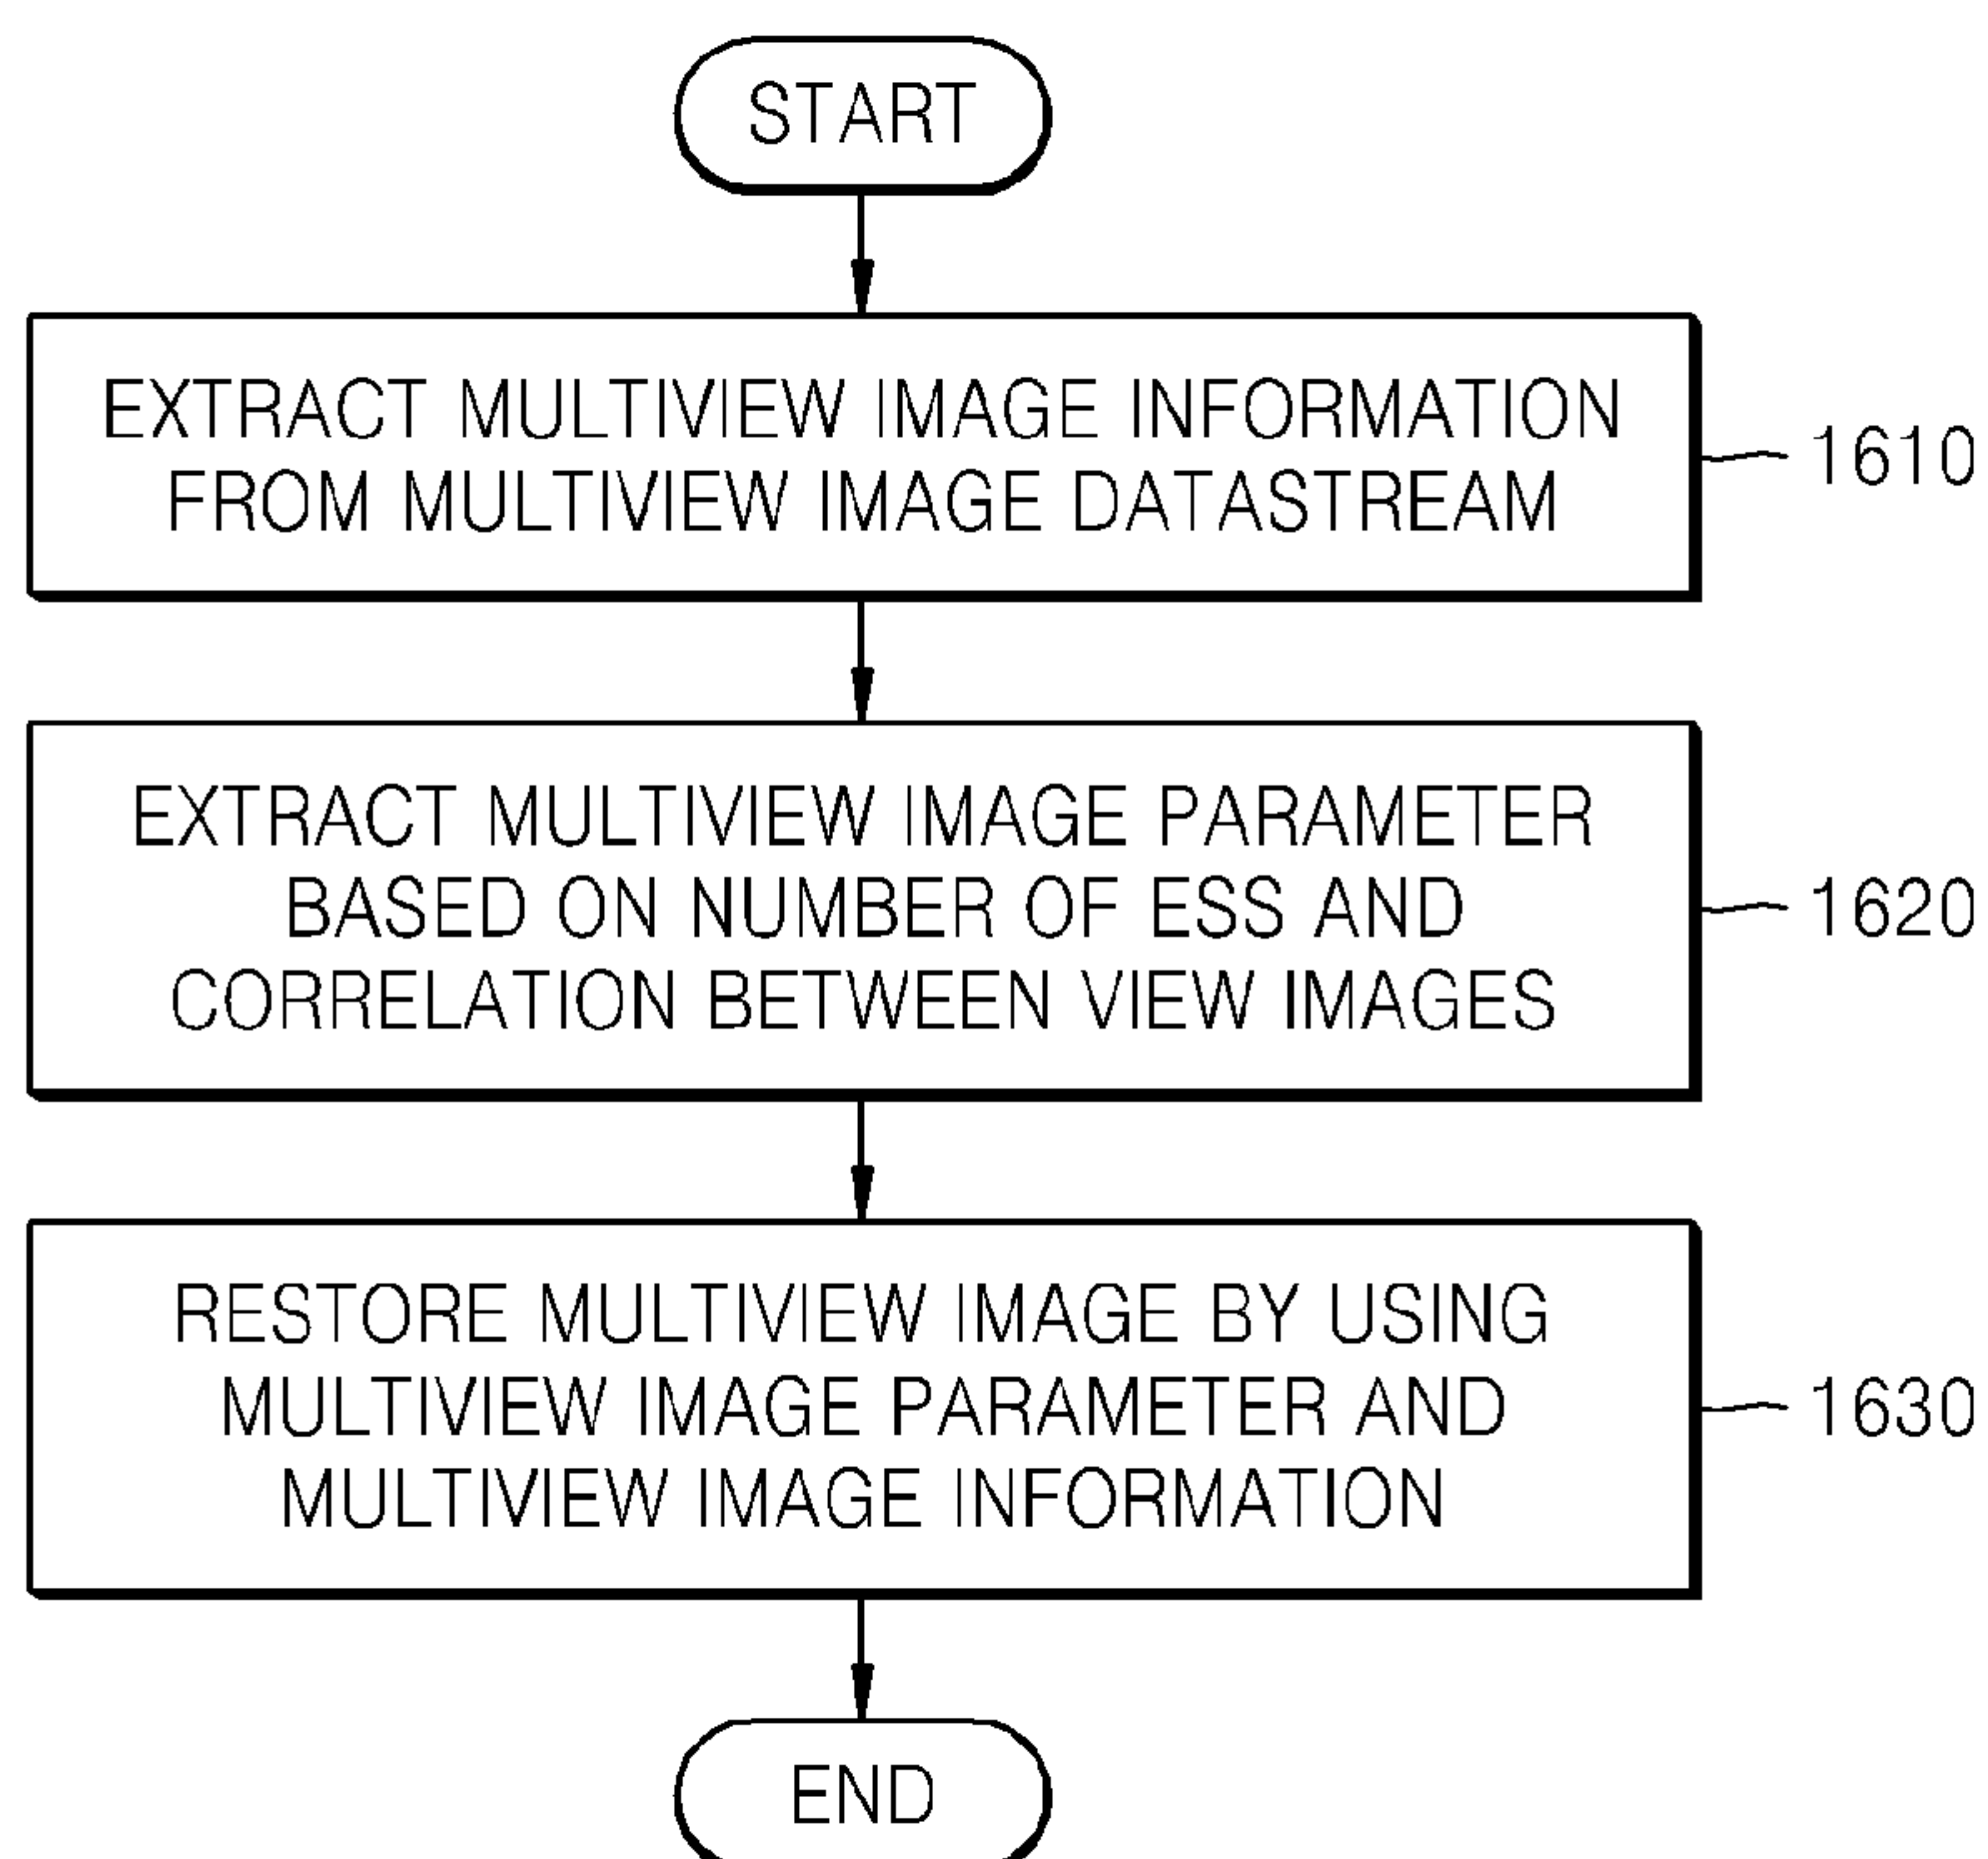 START
EXTRACT MULTIVIEW IMAGE INFORMATION
FROM MULTIVIEW IMAGE DATASTREAM
1610
EXTRACT MULTIVIEW IMAGE PARAMETER
BASED ON NUMBER OF ESS AND
CORRELATION BETWEEN VIEW IMAGES
1620
RESTORE MULTIVIEW IMAGE BY USING
MULTIVIEW IMAGE PARAMETER AND
MULTIVIEW IMAGE INFORMATION
1630
END